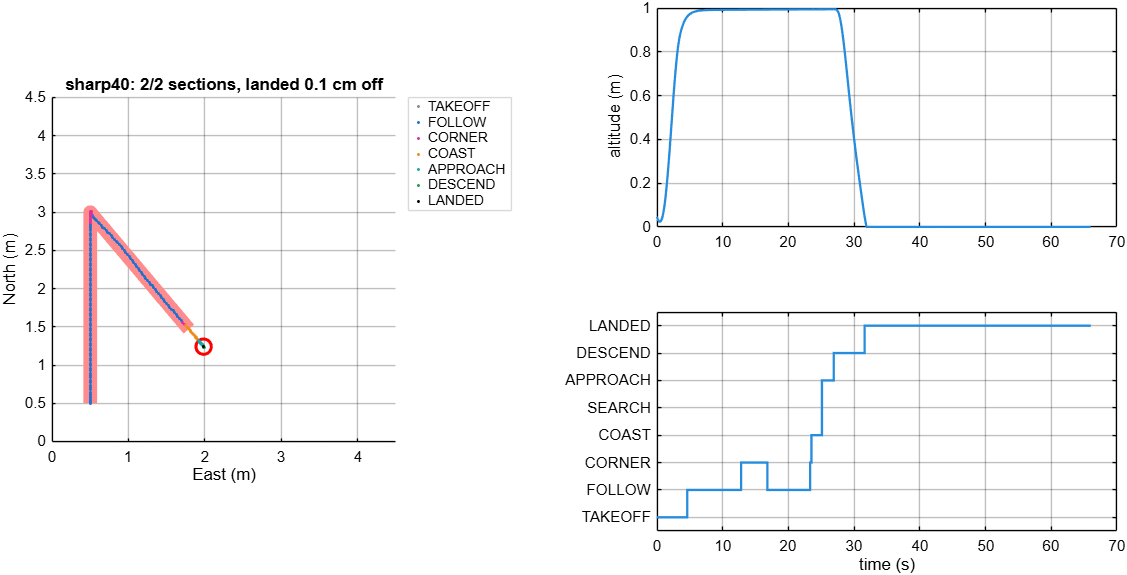 sharp40: 2/2 sections, landed 0.1 cm off
4.5
4
3.5
3
2.5
2
1.5
1
0.5
0
North (m)
0 1 2 3 4
East (m)
TAKEOFF
FOLLOW
CORNER
COAST
APPROACH
DESCEND
LANDED
1
0.8
0.6
0.4
0.2
0
altitude (m)
0 10 20 30 40 50 60 70
LANDED
DESCEND
APPROACH
SEARCH
COAST
CORNER
FOLLOW
TAKEOFF
0 10 20 30 40 50 60 70
time (s)